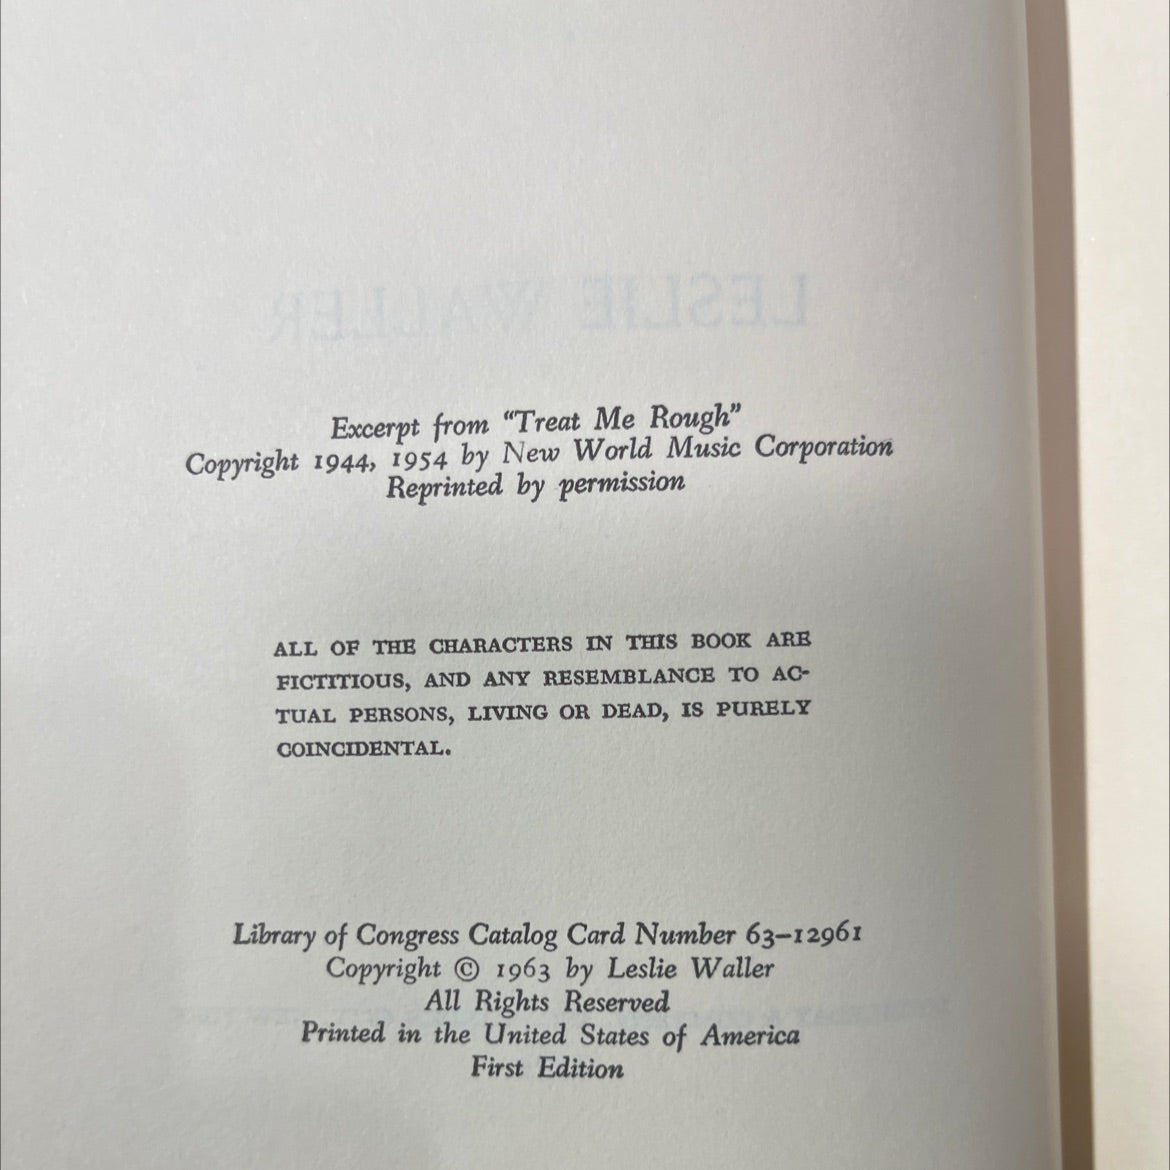 LESLIE WALLER
Excerpt from “Treat Me Rough”
Copyright 1944, 1954 by New World Music Corporation
Reprinted by permission
ALL OF THE CHARACTERS IN THIS BOOK ARE
FICTITIOUS, AND ANY RESEMBLANCE TO AC-
TUAL PERSONS, LIVING OR DEAD, IS PURELY
COINCIDENTAL.
Library of Congress Catalog Card Number 63–12961
Copyright © 1963 by Leslie Waller
All Rights Reserved
Printed in the United States of America
First Edition